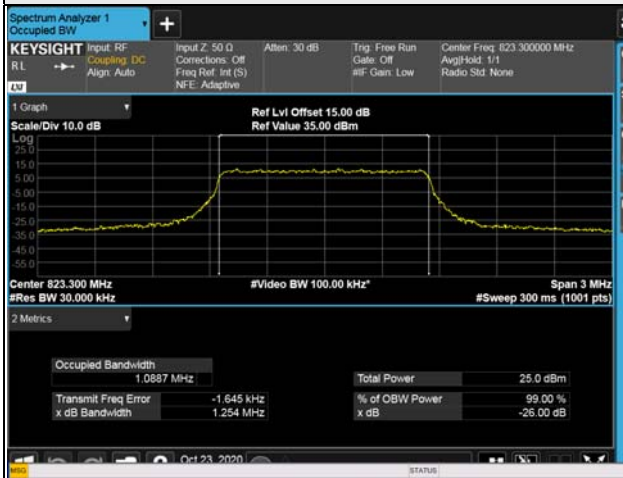 Spectrum Analyzer 1
Occupied BW
+
KEYSIGHT Input: RF Input Z: 50 Ω Atten: 30 dB Trig: Free Run Center Freq: 823.300000 MHz
RL Coupling: DC Corrections: Off Gate: Off Avg|Hold: 1/1
Align: Auto Freq Ref: Int (S) #IF Gain: Low Radio Std: None
LXI NFE: Adaptive
1 Graph Ref Lvl Offset 15.00 dB
Scale/Div 10.0 dB Ref Value 35.00 dBm
Log
25.0
15.0
5.00
-5.00
-15.0
-25.0
-35.0
-45.0
-55.0
Center 823.300 MHz #Video BW 100.00 kHz* Span 3 MHz
#Res BW 30.000 kHz #Sweep 300 ms (1001 pts)
2 Metrics
Occupied Bandwidth
1.0887 MHz Total Power 25.0 dBm
Transmit Freq Error -1.645 kHz % of OBW Power 99.00 %
x dB Bandwidth 1.254 MHz x dB -26.00 dB
Oct 23, 2020
MSG STATUS